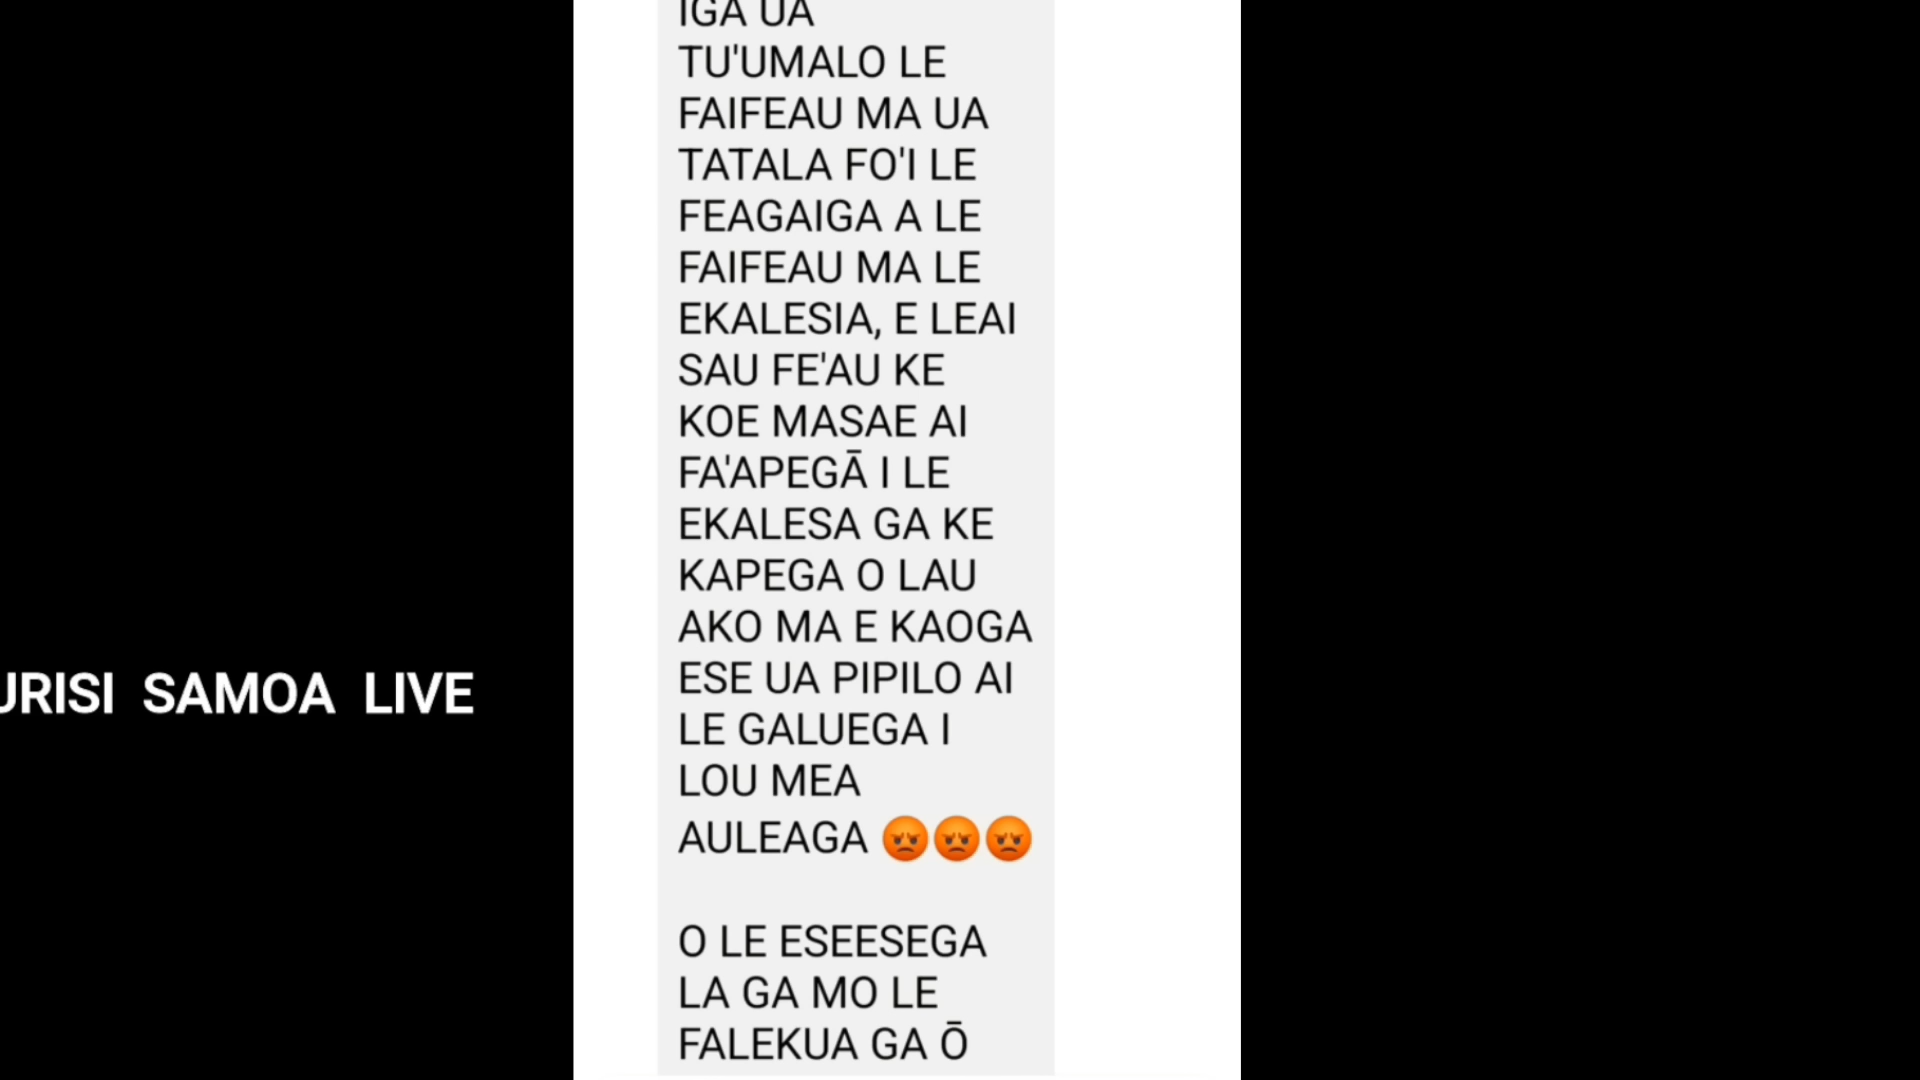 IGA UA
TU'UMALO LE
FAIFEAU MA UA
TATALA FO'I LE
FEAGAIGA A LE
FAIFEAU MA LE
EKALESIA, E LEAI
SAU FE'AU KE
KOE MASAE AI
FA'APEGĀ I LE
EKALESA GA KE
KAPEGA O LAU
AKO MA E KAOGA
ESE UA PIPILO AI
LE GALUEGA I
LOU MEA
AULEAGA 😡😡😡
O LE ESEESEGA
LA GA MO LE
FALEKUA GA Ō
URISI SAMOA LIVE